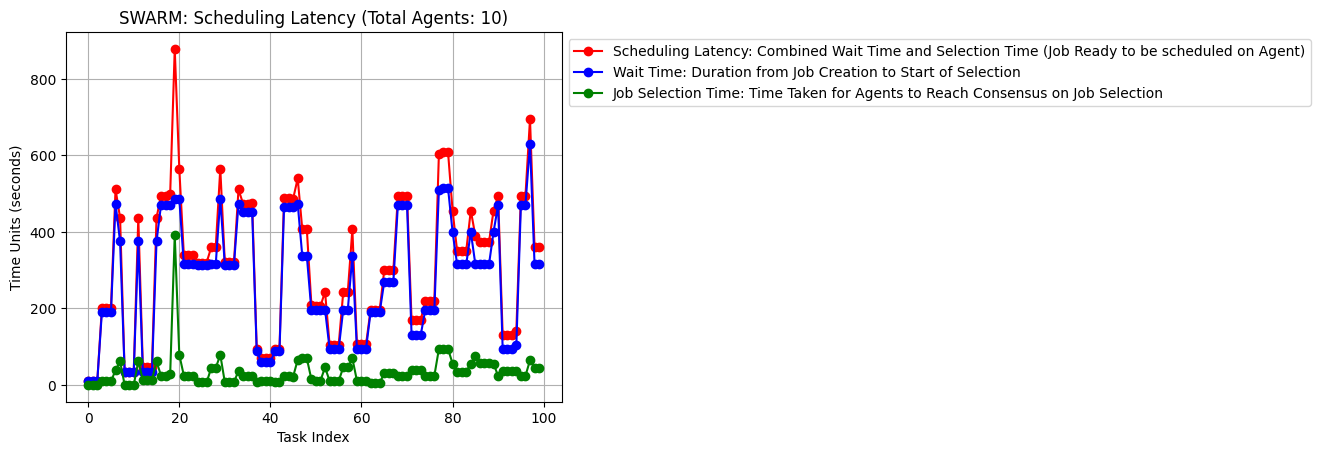 SWARM: Scheduling Latency (Total Agents: 10)
Scheduling Latency: Combined Wait Time and Selection Time (Job Ready to be scheduled on Agent)
Wait Time: Duration from Job Creation to Start of Selection
Job Selection Time: Time Taken for Agents to Reach Consensus on Job Selection
Time Units (seconds)
800
600
400
200
0
0 20 40 60 80 100
Task Index